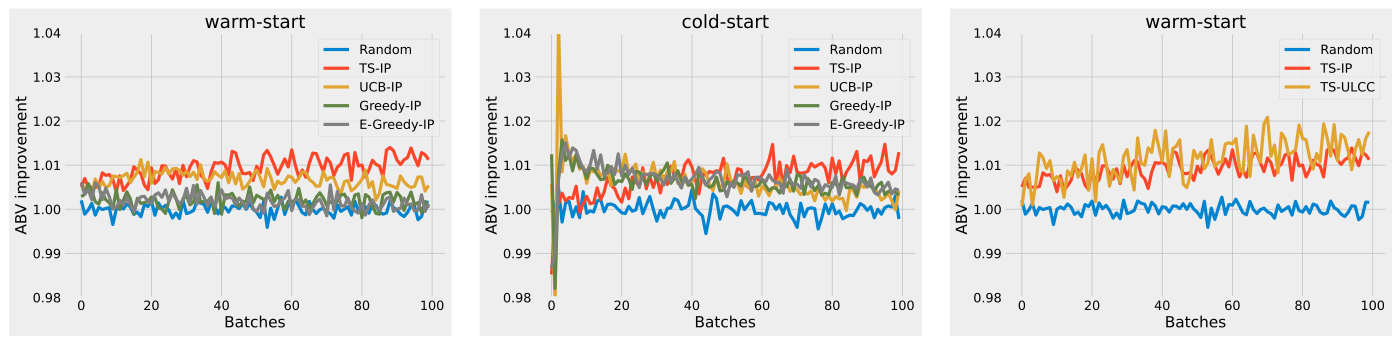 warm-start
1.04
1.03
1.02
1.01
1.00
0.99
0.98
ABV improvement
0
20
40
60
80
100
Batches
Random
TS-IP
UCB-IP
Greedy-IP
E-Greedy-IP
cold-start
1.04
1.03
1.02
1.01
1.00
0.99
0.98
ABV improvement
0
20
40
60
80
100
Batches
Random
TS-IP
UCB-IP
Greedy-IP
E-Greedy-IP
warm-start
1.04
1.03
1.02
1.01
1.00
0.99
0.98
ABV improvement
0
20
40
60
80
100
Batches
Random
TS-IP
TS-ULCC